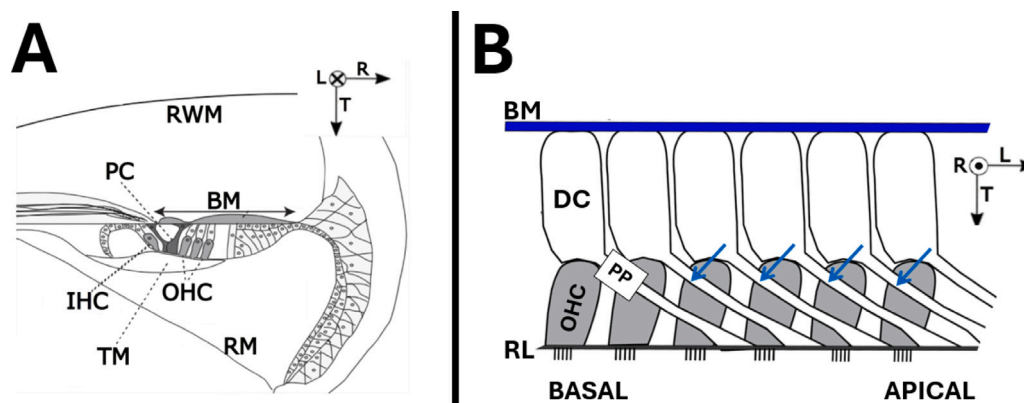 A
L R
T
RWM
PC
BM
IHC
OHC
TM
RM
B
BM
R L
T
DC
PP
OHC
RL
BASAL APICAL